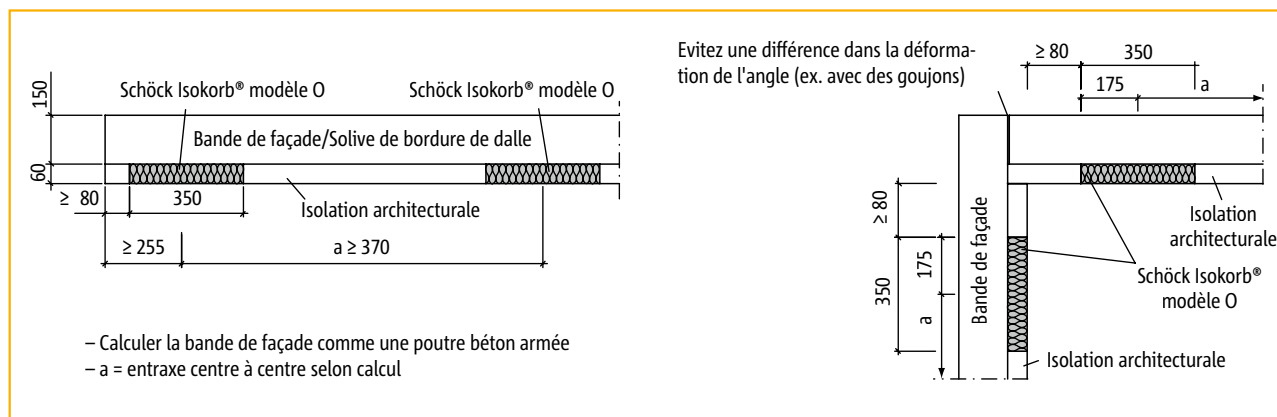 Schöck Isokorb® modèle O
Schöck Isokorb® modèle O
150
Bande de façade/Solive de bordure de dalle
60
≥ 80
350
Isolation architecturale
≥ 255
a ≥ 370
– Calculer la bande de façade comme une poutre béton armée
– a = entraxe centre à centre selon calcul
Evitez une différence dans la déforma-
tion de l'angle (ex. avec des goujons)
≥ 80
350
175
a
Bande de façade
≥ 80
350
175
a
Isolation
architecturale
Schöck Isokorb®
modèle O
Isolation architecturale